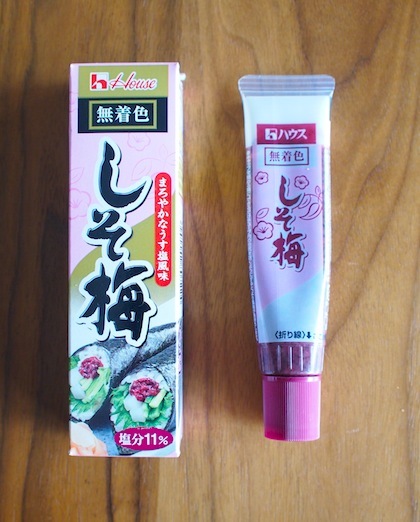 House
無着色
しそ梅
まろやかなうす塩風味
塩分11%
ハウス
無着色
しそ梅
〈折り線〉